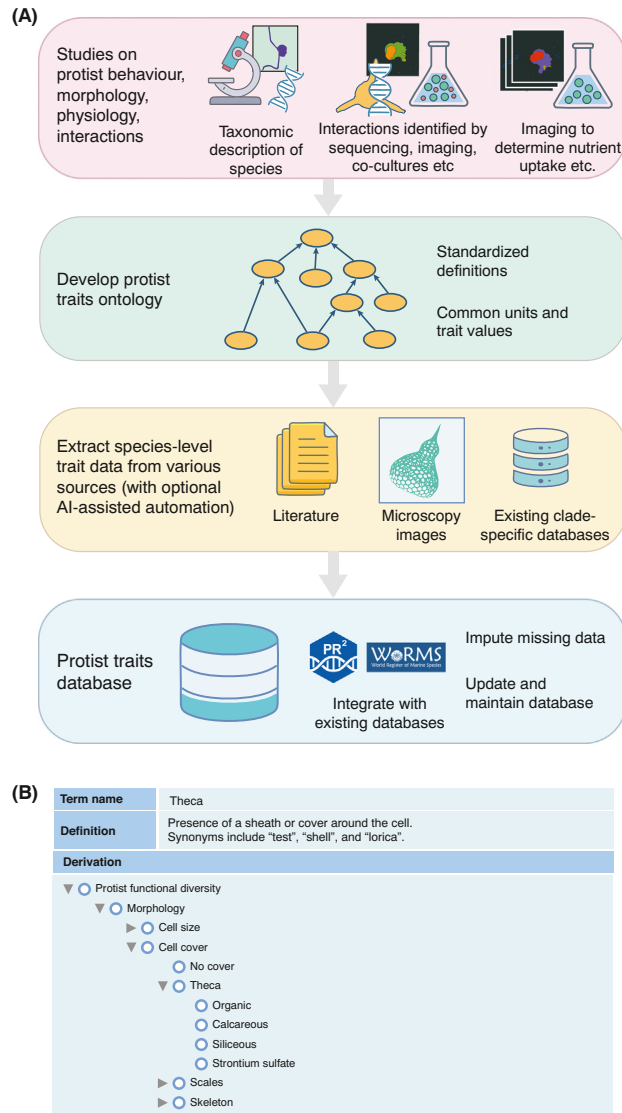 (A)
Studies on
protist behaviour,
morphology,
physiology,
interactions
Taxonomic
description of
species
Interactions identified by
sequencing, imaging,
co-cultures etc
Imaging to
determine nutrient
uptake etc.
Develop protist
traits ontology
Standardized
definitions
Common units and
trait values
Extract species-level
trait data from various
sources (with optional
AI-assisted automation)
Literature
Microscopy
images
Existing clade-
specific databases
Protist traits
database
PR2
WoRMS
World Register of Marine Species
Integrate with
existing databases
Impute missing data
Update and
maintain database
(B)
Term name
Theca
Definition
Presence of a sheath or cover around the cell.
Synonyms include “test”, “shell”, and “lorica”.
Derivation
Protist functional diversity
Morphology
Cell size
Cell cover
No cover
Theca
Organic
Calcareous
Siliceous
Strontium sulfate
Scales
Skeleton